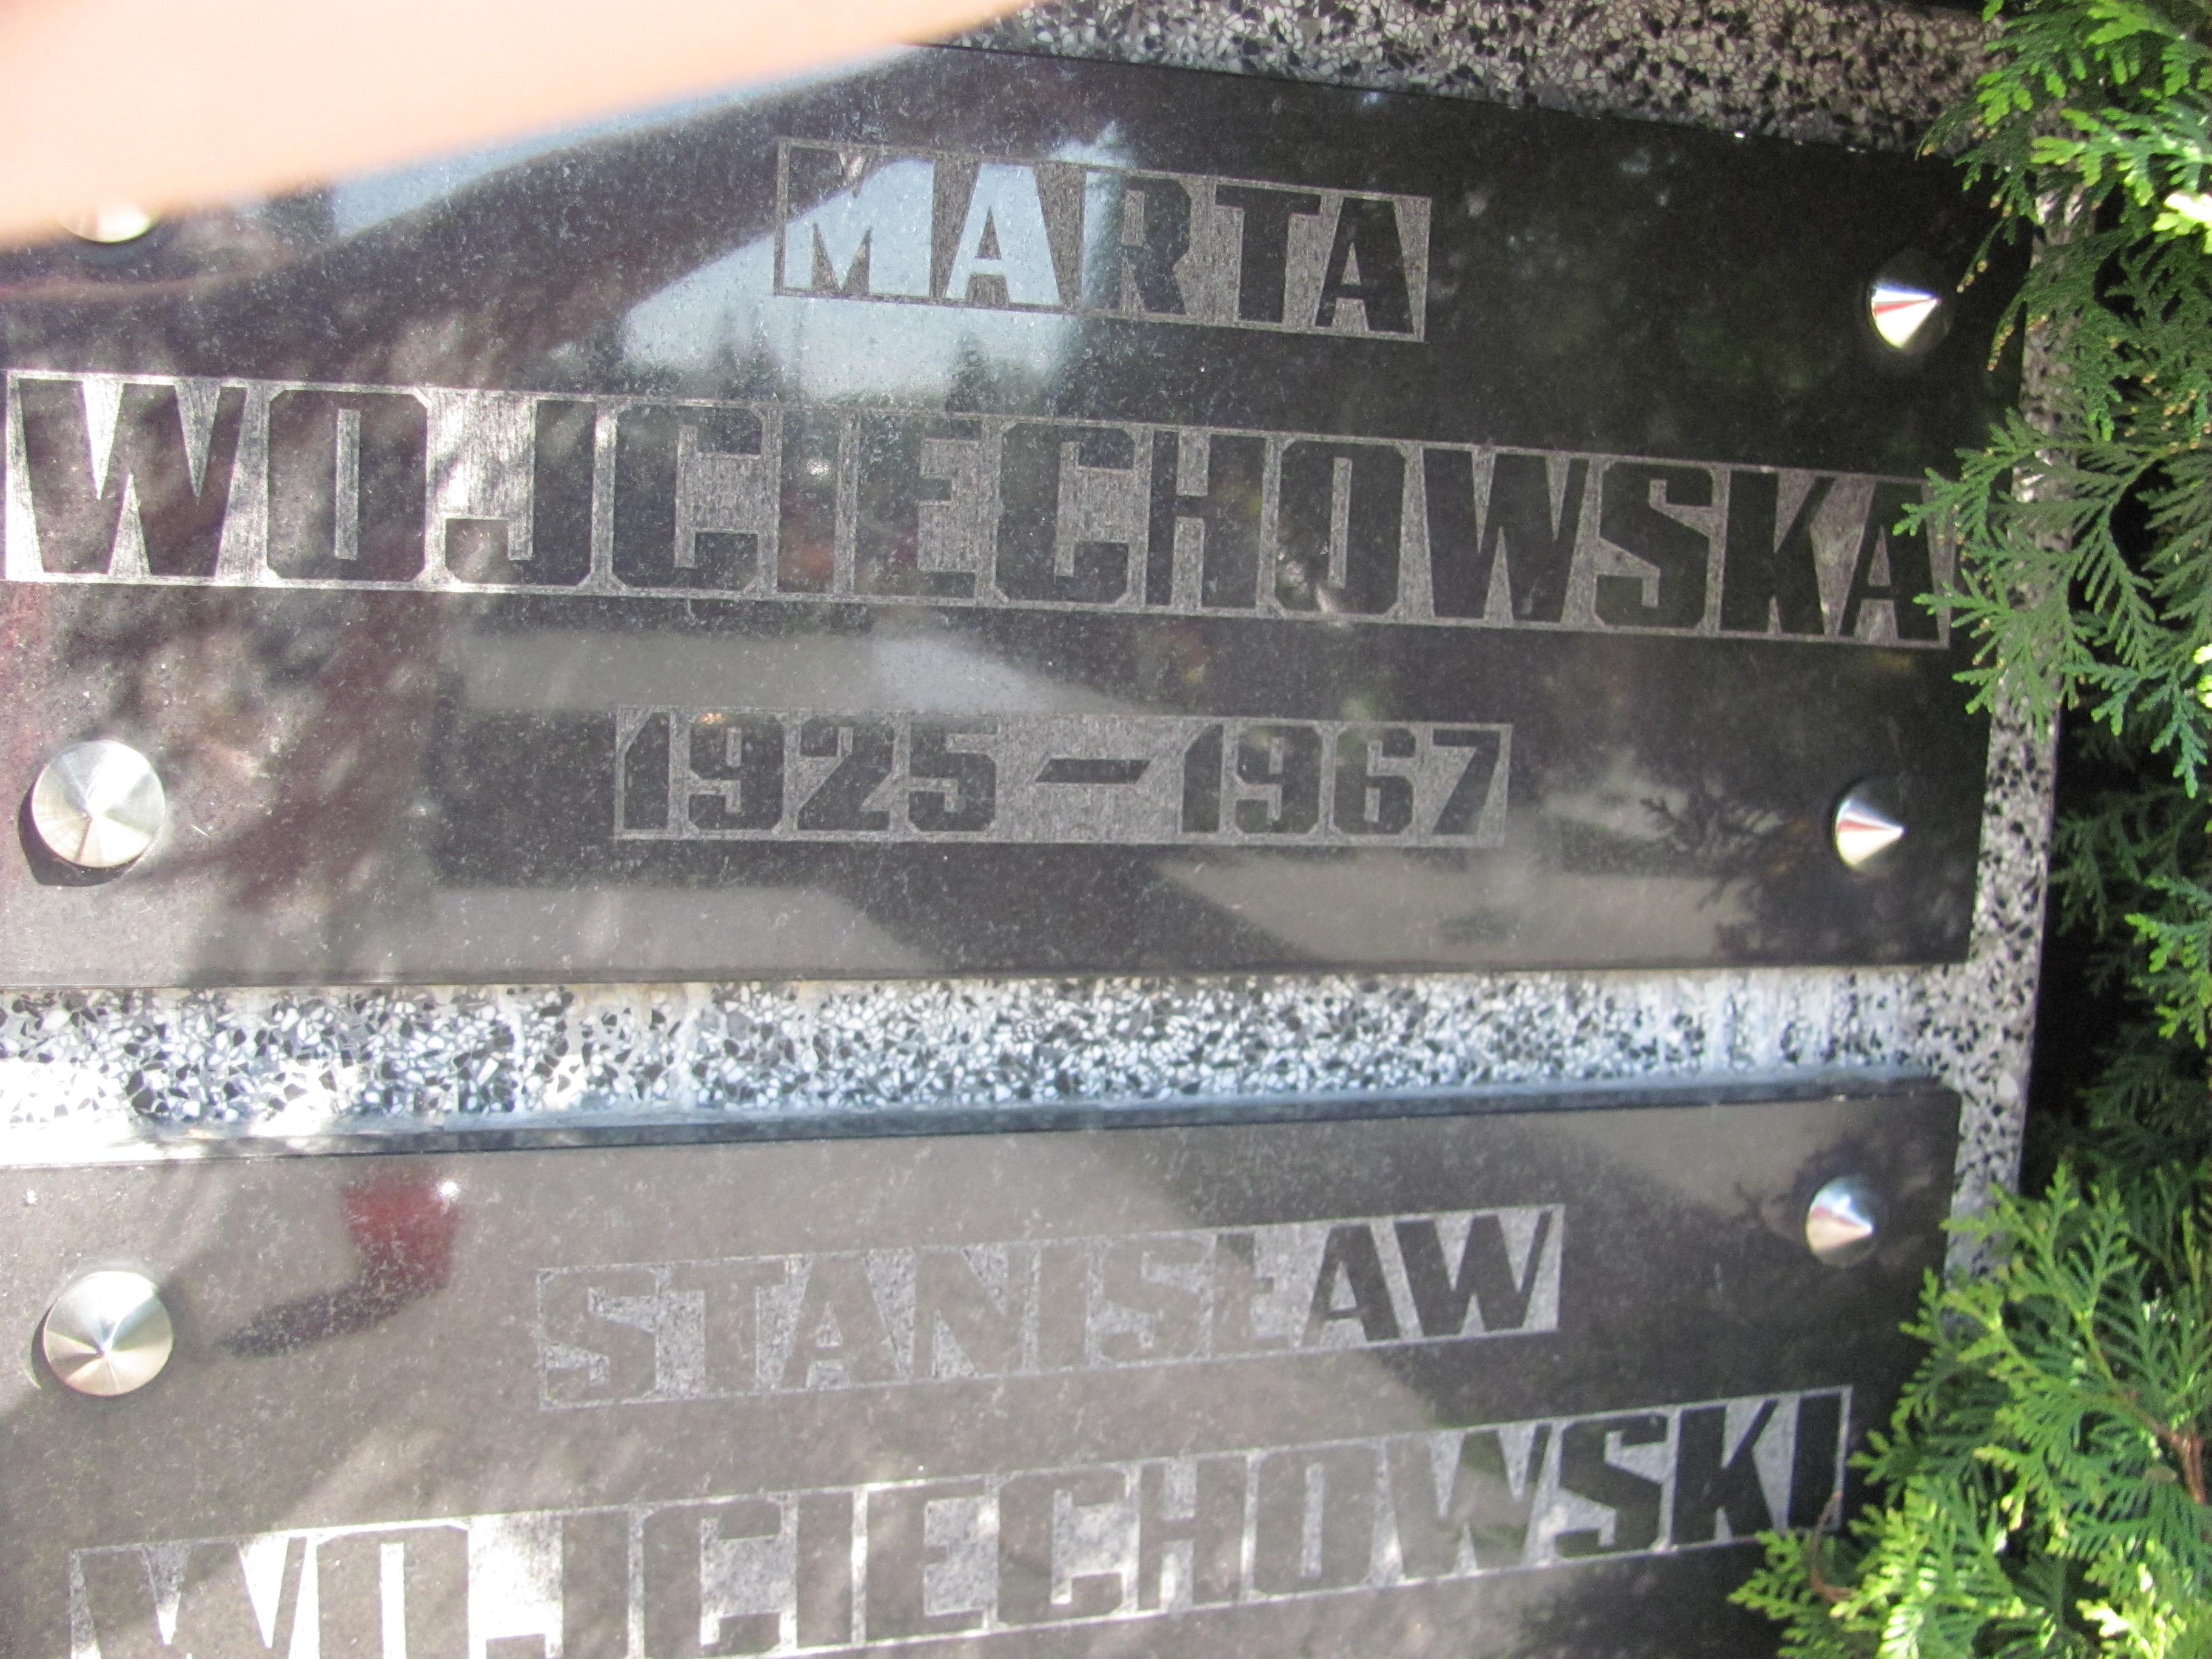 MARTA
WOJCIECHOWSKA
1925-1967
STANISŁAW
WOJCIECHOWSKI